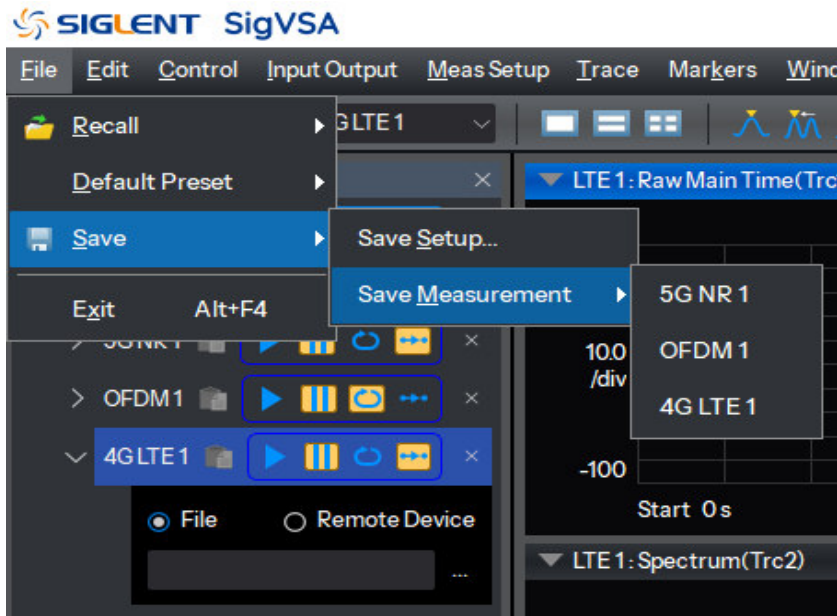 SIGLENT SigVSA
File Edit Control Input Output Meas Setup Trace Markers
Recall
GLTE 1
Default Preset
LTE 1: Raw Main Time(Trc
Save
Save Setup...
Save Measurement
5G NR 1
Exit Alt+F4
OFDM 1
10.0
/div
4G LTE 1
OFDM 1
4G LTE 1
-100
File Remote Device
Start 0 s
...
LTE 1: Spectrum(Trc2)